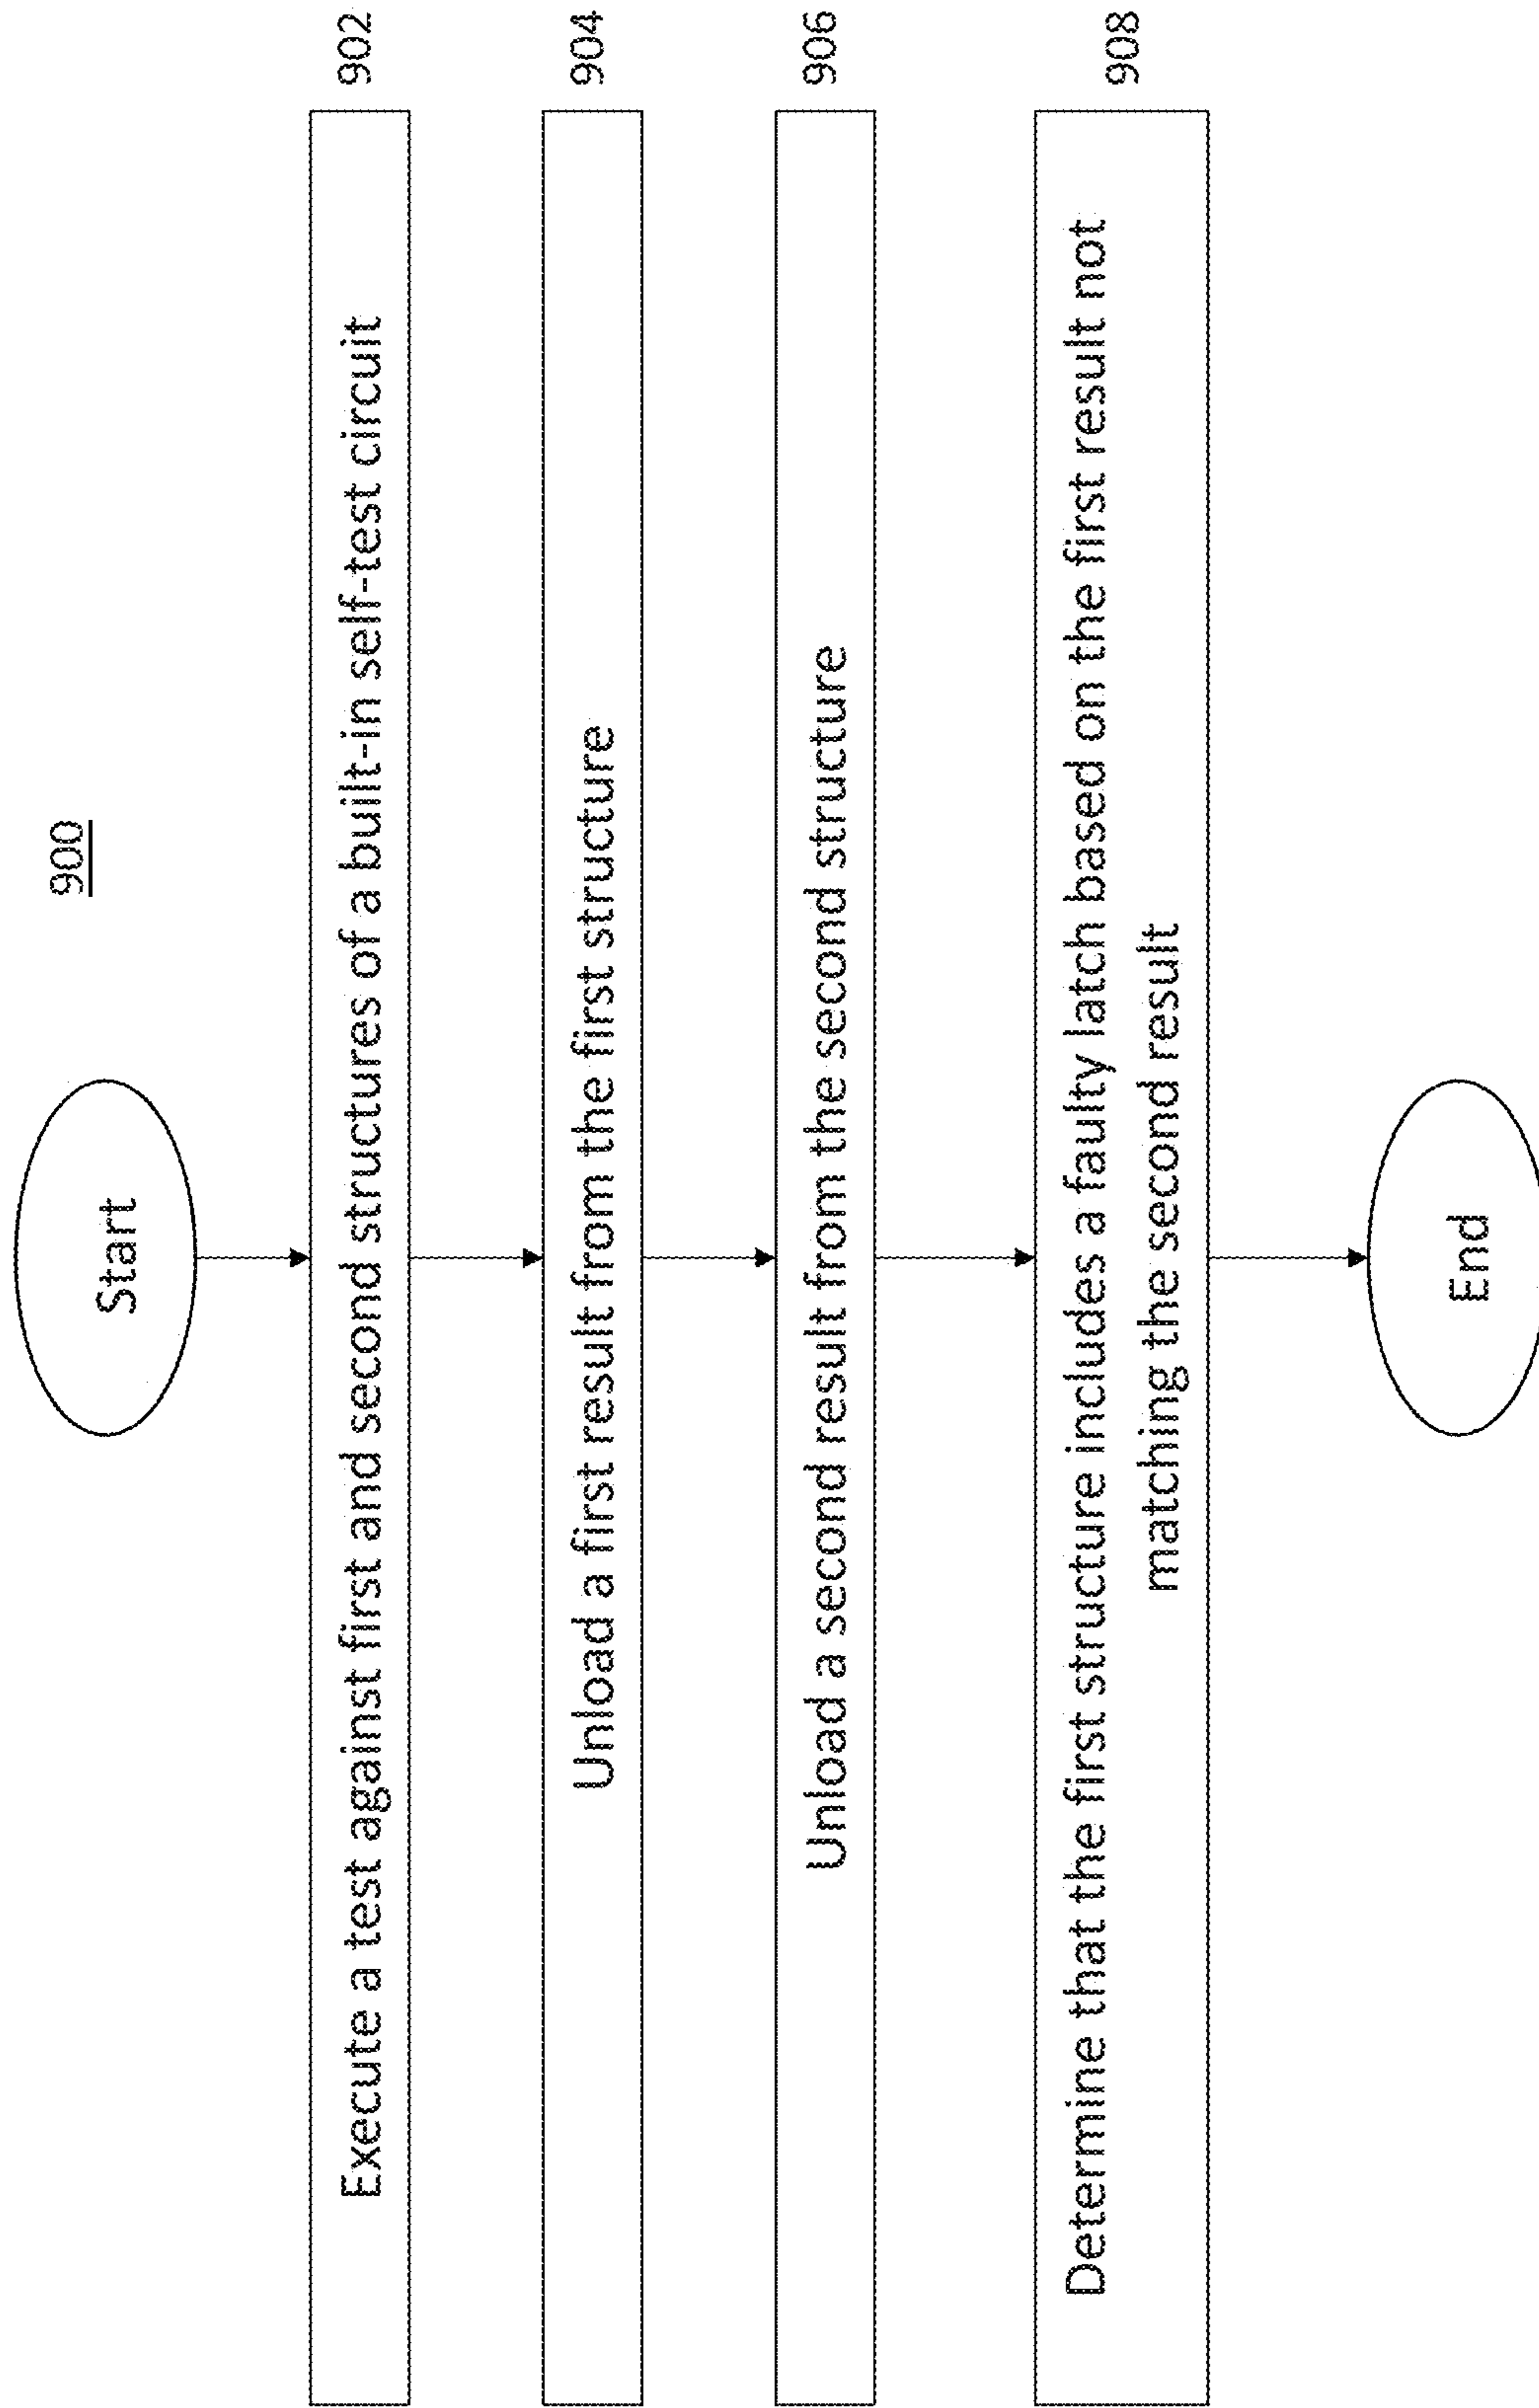 900
Start
Execute a test against first and second structures of a built-in self-test circuit
902
Unload a first result from the first structure
904
Unload a second result from the second structure
906
Determine that the first structure includes a faulty latch based on the first result not
matching the second result
908
End